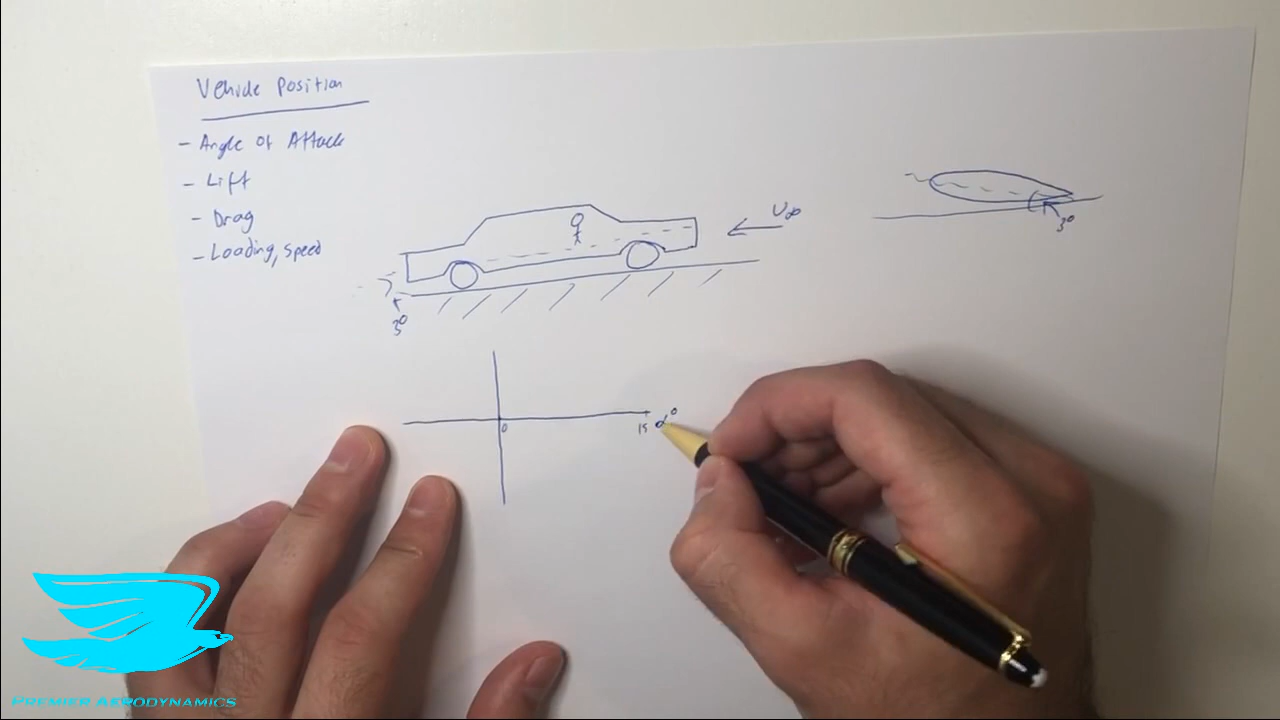 Vehicle Position
- Angle of Attack
- Lift
- Drag
- Loading, speed
U∞
3°
3°
0
15
α°
PREMIER AERODYNAMICS